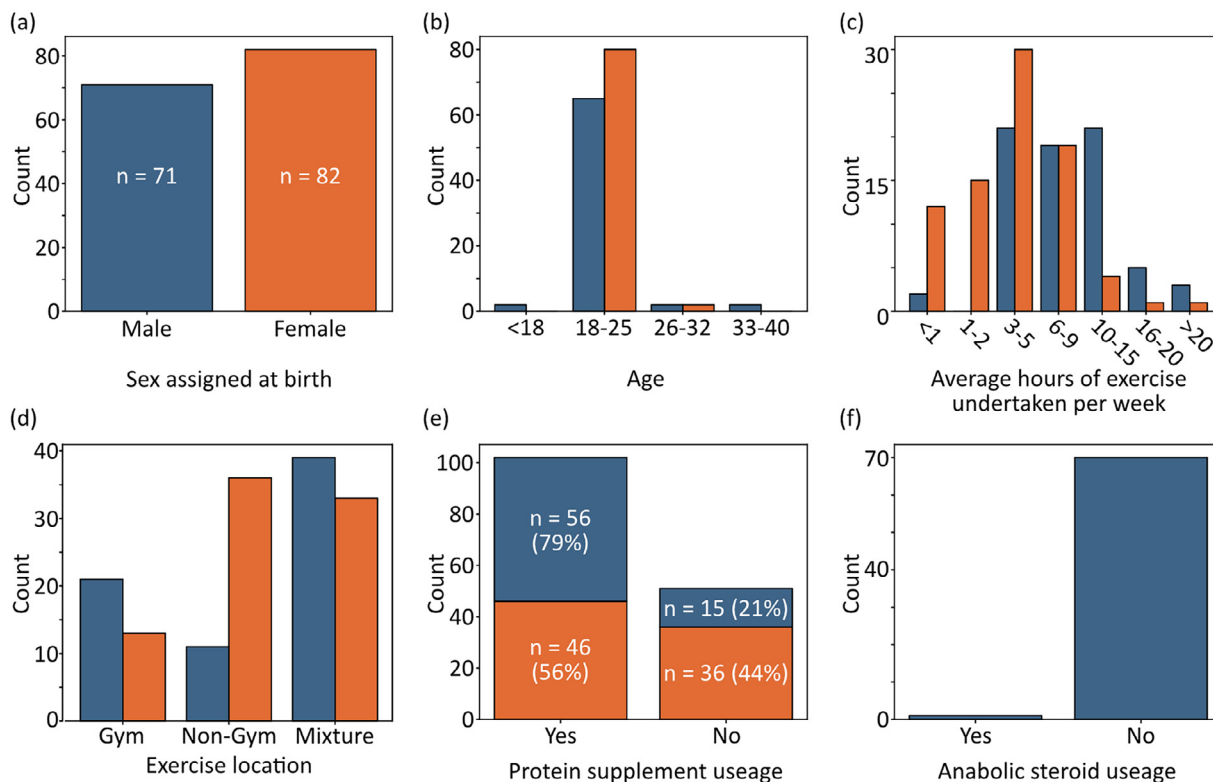 (a)
Count
80
60
40
20
0
n = 71
n = 82
Male
Female
Sex assigned at birth
(b)
Count
80
60
40
20
0
<18
18-25
26-32
33-40
Age
(c)
Count
30
15
0
<1
1-2
3-5
6-9
10-15
16-20
>20
Average hours of exercise
undertaken per week
(d)
Count
40
30
20
10
0
Gym
Non-Gym
Mixture
Exercise location
(e)
Count
100
80
60
40
20
0
n = 56
(79%)
n = 46
(56%)
n = 15 (21%)
n = 36 (44%)
Yes
No
Protein supplement useage
(f)
Count
70
40
0
Yes
No
Anabolic steroid useage